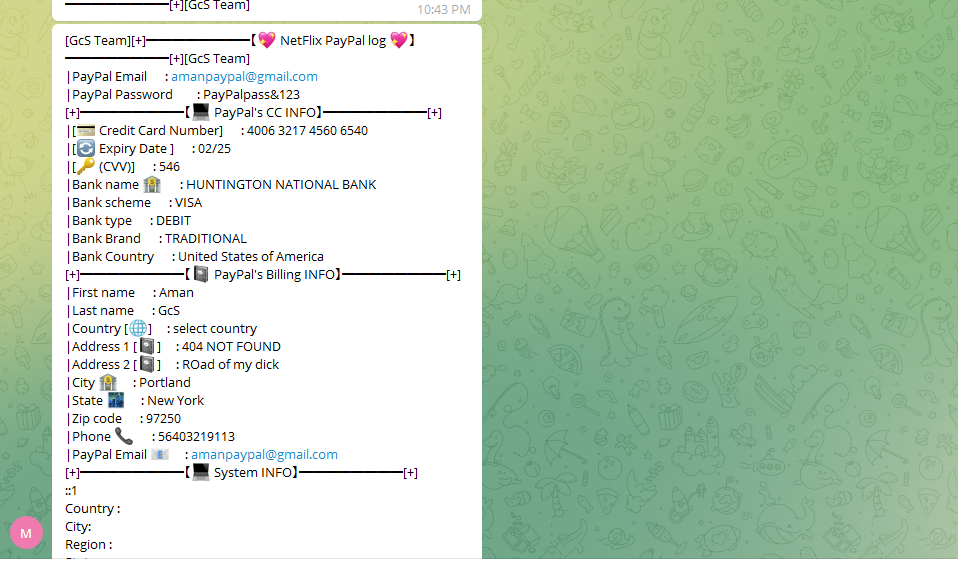 ━━━━━━━━━━━[+][GcS Team]
10:43 PM
[GcS Team][+]━━━━━━━━━━━【💖 NetFlix PayPal log 💖】
━━━━━━━━━━━[+][GcS Team]
|PayPal Email : amanpaypal@gmail.com
|PayPal Password : PayPalpass&123
[+]━━━━━━━━━━━【💻 PayPal's CC INFO】━━━━━━━━━━━[+]
|[💳 Credit Card Number] : 4006 3217 4560 6540
|[🔄 Expiry Date ] : 02/25
|[🔑 (CVV)] : 546
|Bank name 🏦 : HUNTINGTON NATIONAL BANK
|Bank scheme : VISA
|Bank type : DEBIT
|Bank Brand : TRADITIONAL
|Bank Country : United States of America
[+]━━━━━━━━━━━【📓 PayPal's Billing INFO】━━━━━━━━━━━[+]
|First name : Aman
|Last name : GcS
|Country [🌐] : select country
|Address 1 [📓] : 404 NOT FOUND
|Address 2 [📓] : ROad of my dick
|City 🏦 : Portland
|State 🌃 : New York
|Zip code : 97250
|Phone 📞 : 56403219113
|PayPal Email 📧 : amanpaypal@gmail.com
[+]━━━━━━━━━━━【💻 System INFO】━━━━━━━━━━━[+]
::1
Country :
City:
Region :
M